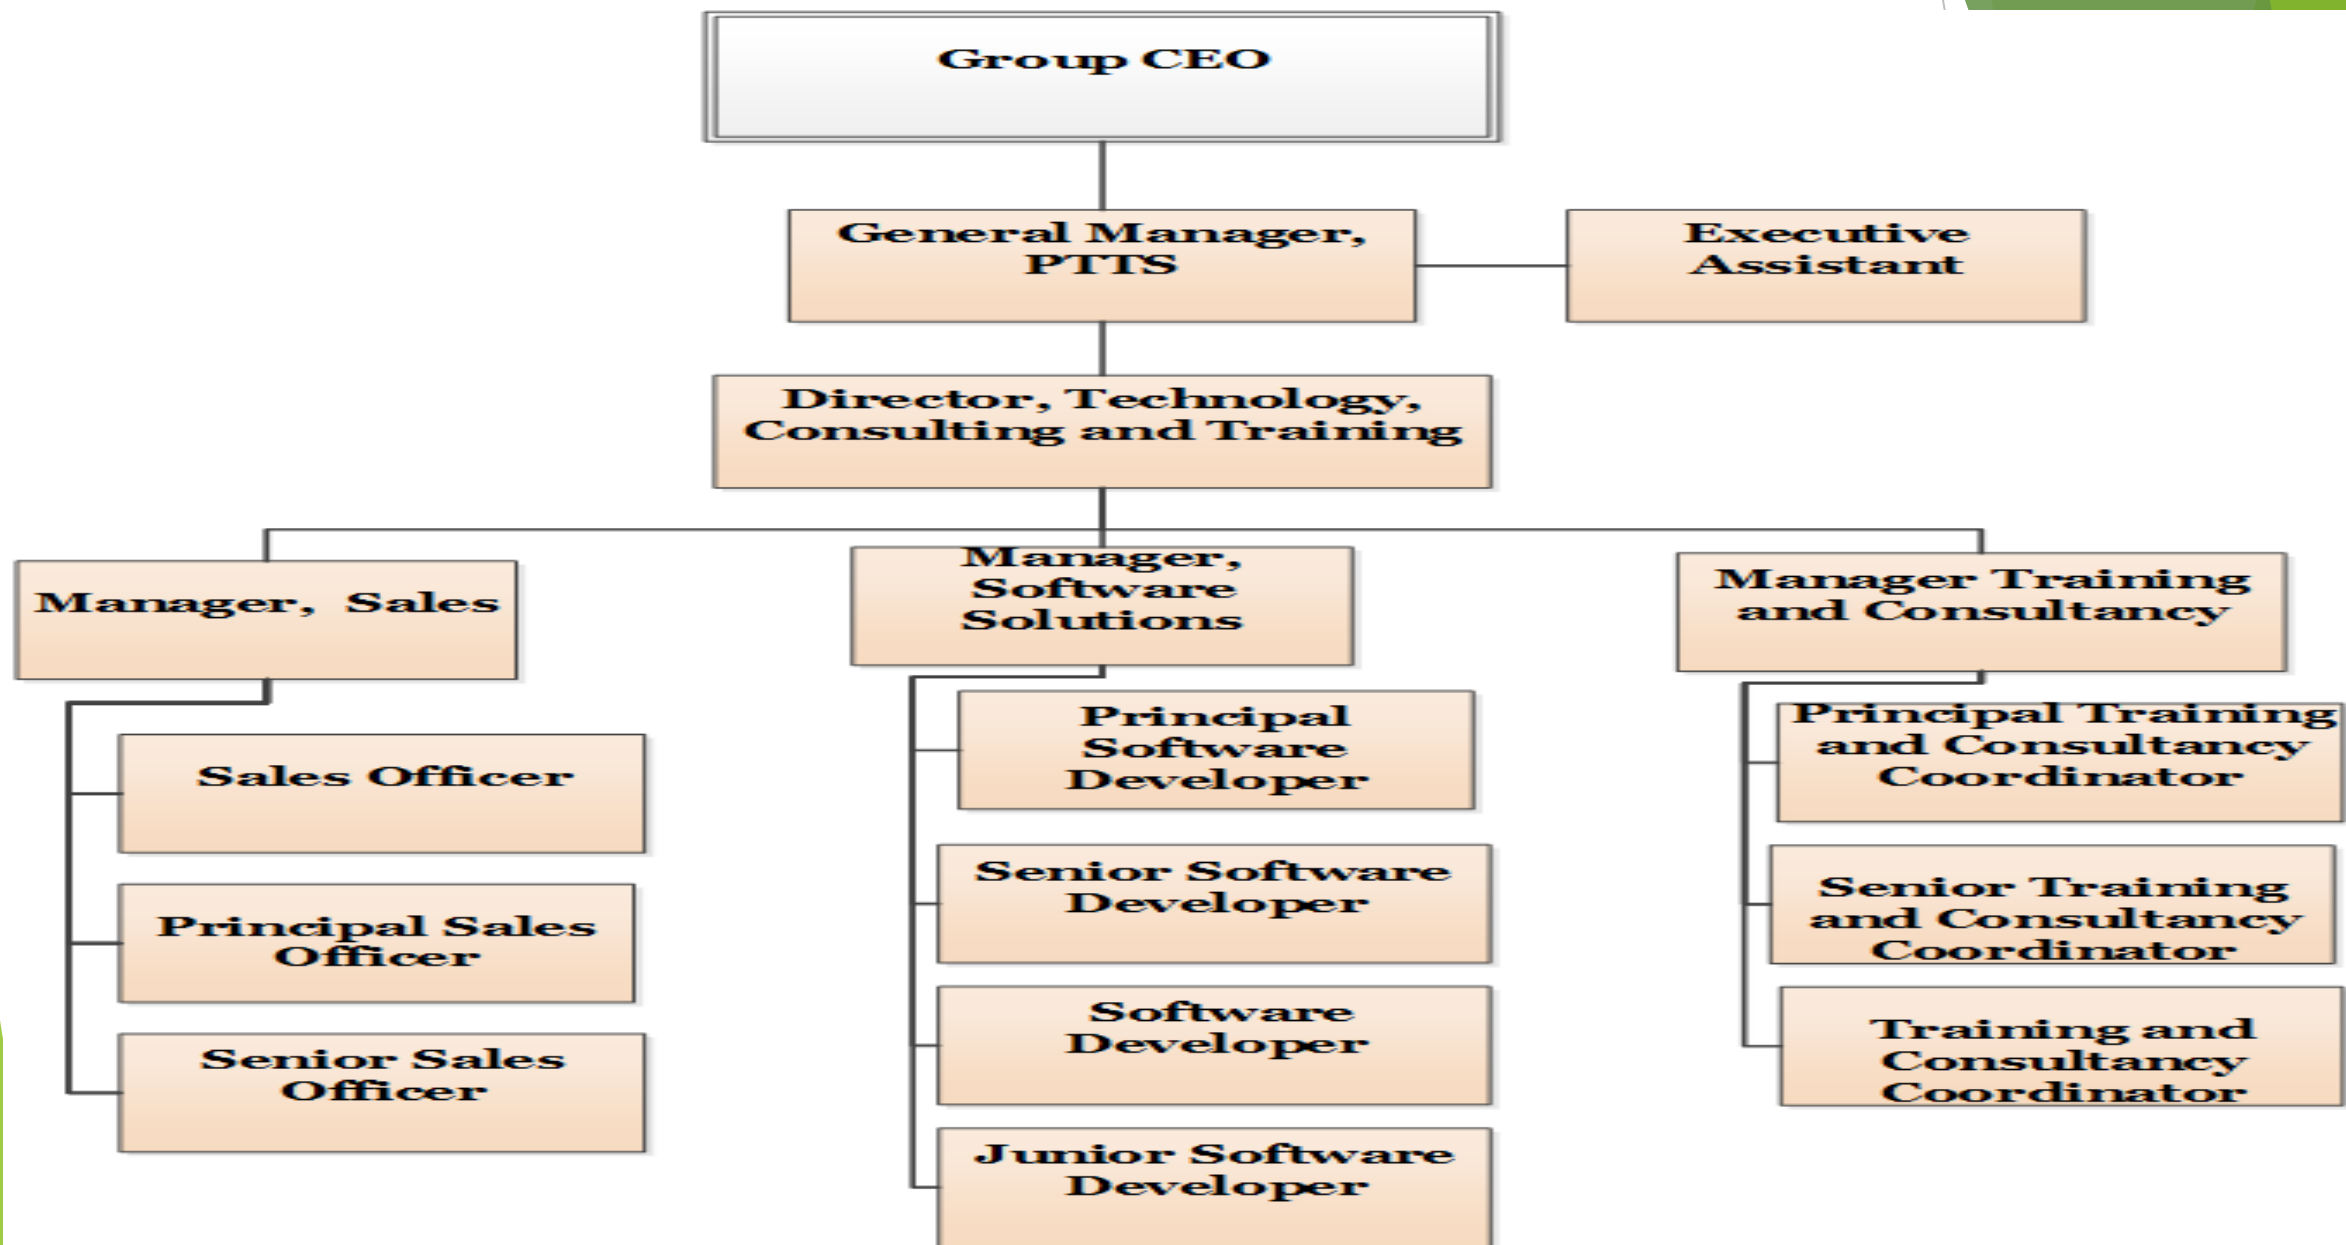 Group CEO
General Manager,
PTTS
Executive
Assistant
Director, Technology,
Consulting and Training
Manager, Sales
Manager,
Software
Solutions
Manager Training
and Consultancy
Sales Officer
Principal Sales
Officer
Senior Sales
Officer
Principal
Software
Developer
Senior Software
Developer
Software
Developer
Junior Software
Developer
Principal Training
and Consultancy
Coordinator
Senior Training
and Consultancy
Coordinator
Training and
Consultancy
Coordinator